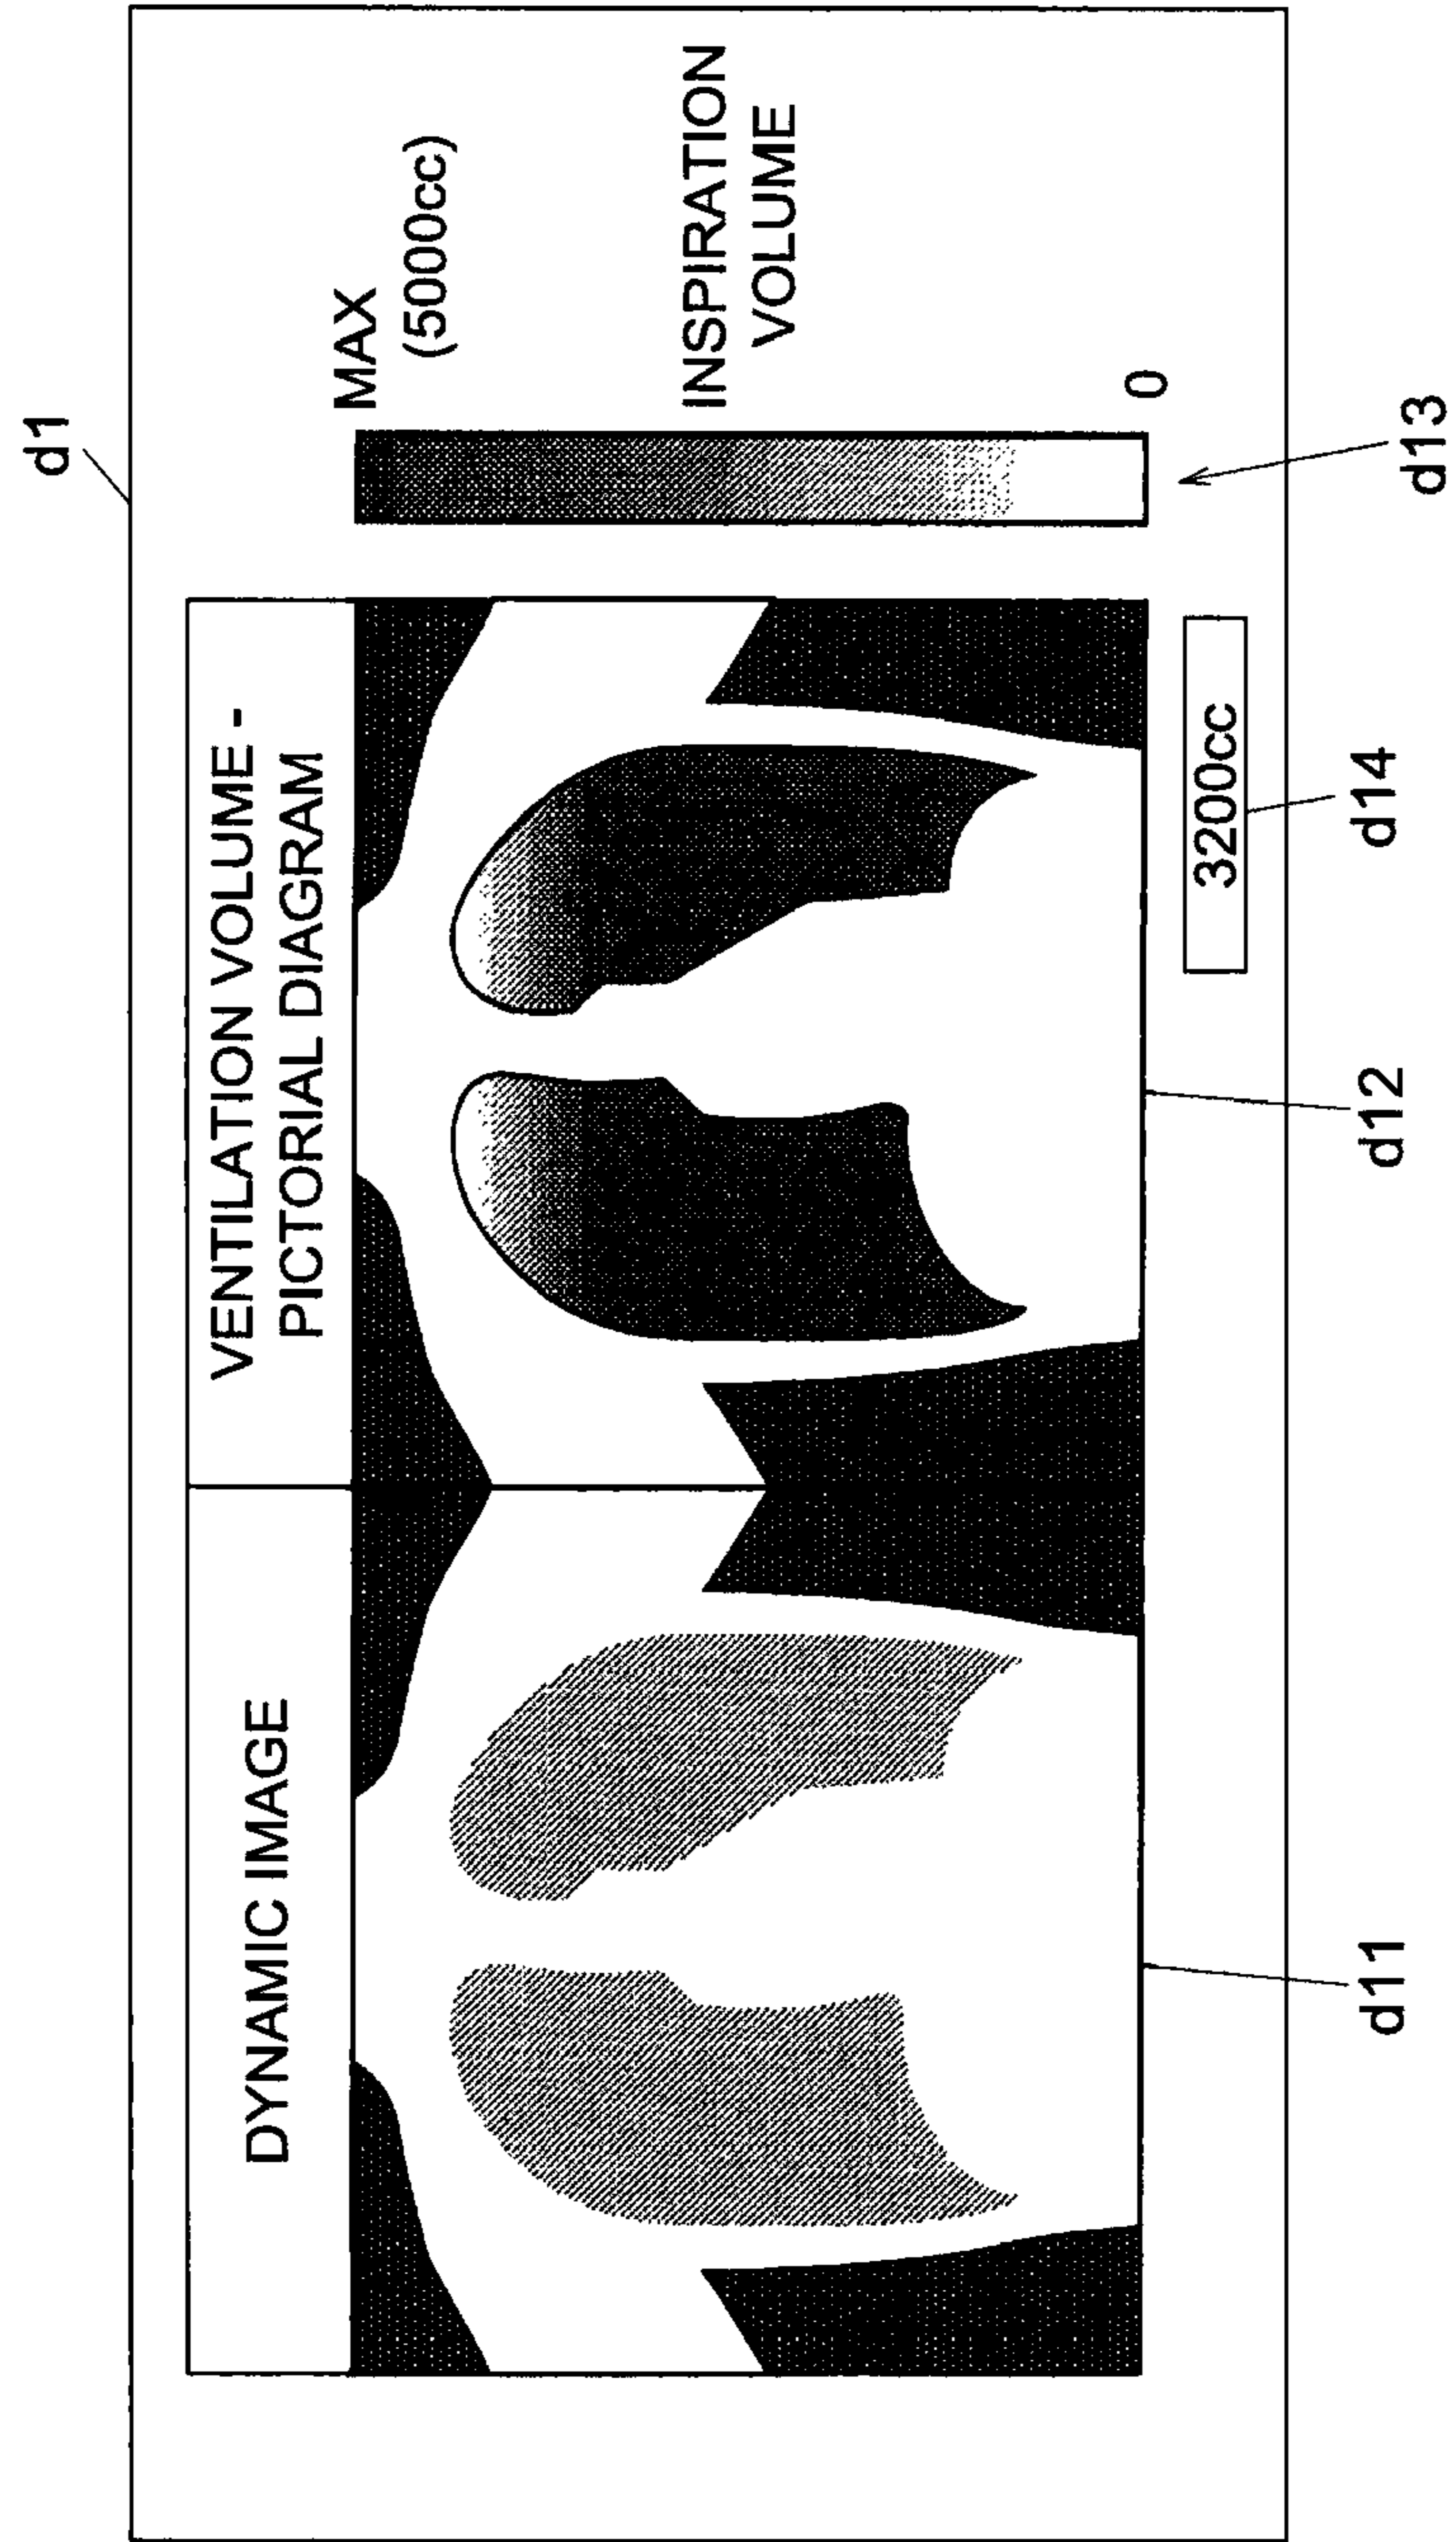 d1
DYNAMIC IMAGE
VENTILATION VOLUME -
PICTORIAL DIAGRAM
MAX
(5000cc)
INSPIRATION
VOLUME
0
3200cc
d11
d12
d14
d13